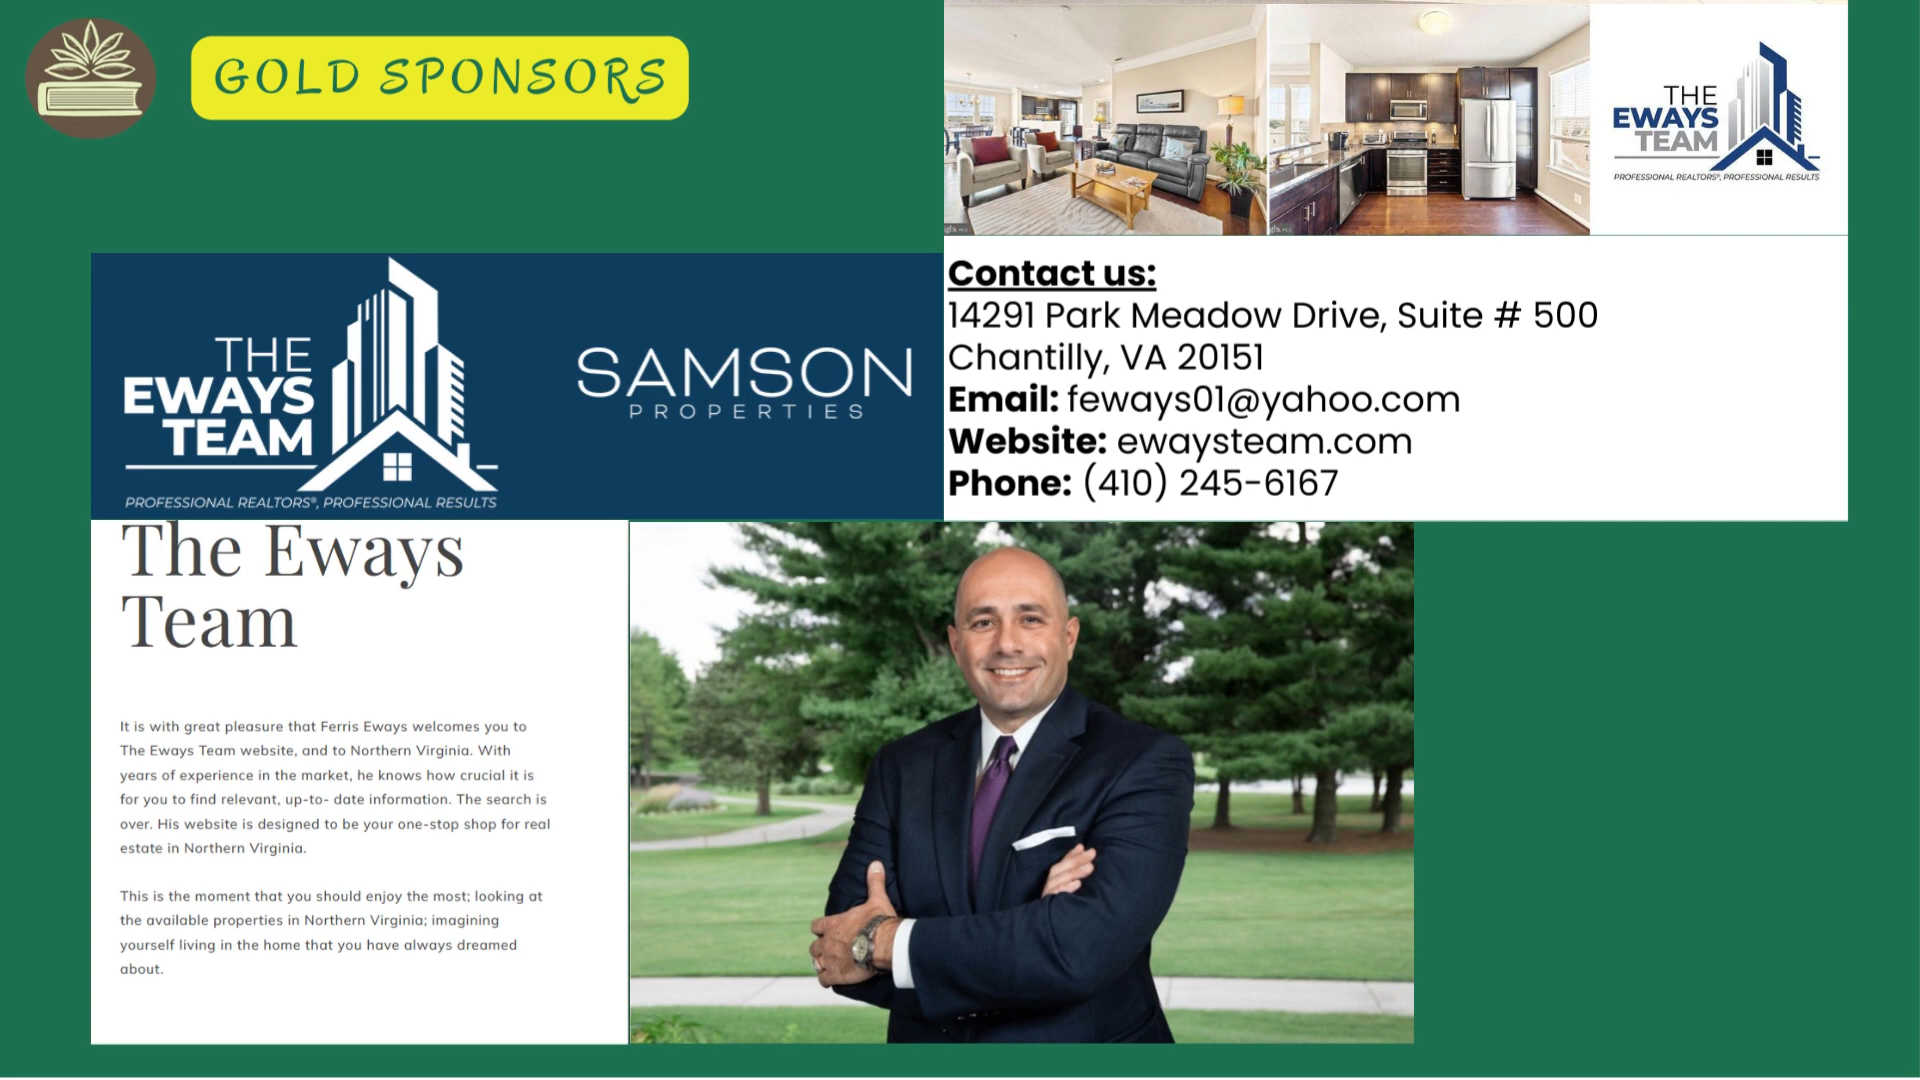 GOLD SPONSORS
THE
EWAYS
TEAM
PROFESSIONAL REALTORS®, PROFESSIONAL RESULTS
Contact us:
14291 Park Meadow Drive, Suite # 500
Chantilly, VA 20151
Email: feways01@yahoo.com
Website: ewaysteam.com
Phone: (410) 245-6167
THE
EWAYS
TEAM
PROFESSIONAL REALTORS®, PROFESSIONAL RESULTS
SAMSON
PROPERTIES
The Eways
Team
It is with great pleasure that Ferris Eways welcomes you to
The Eways Team website, and to Northern Virginia. With
years of experience in the market, he knows how crucial it is
for you to find relevant, up-to- date information. The search is
over. His website is designed to be your one-stop shop for real
estate in Northern Virginia.
This is the moment that you should enjoy the most; looking at
the available properties in Northern Virginia; imagining
yourself living in the home that you have always dreamed
about.